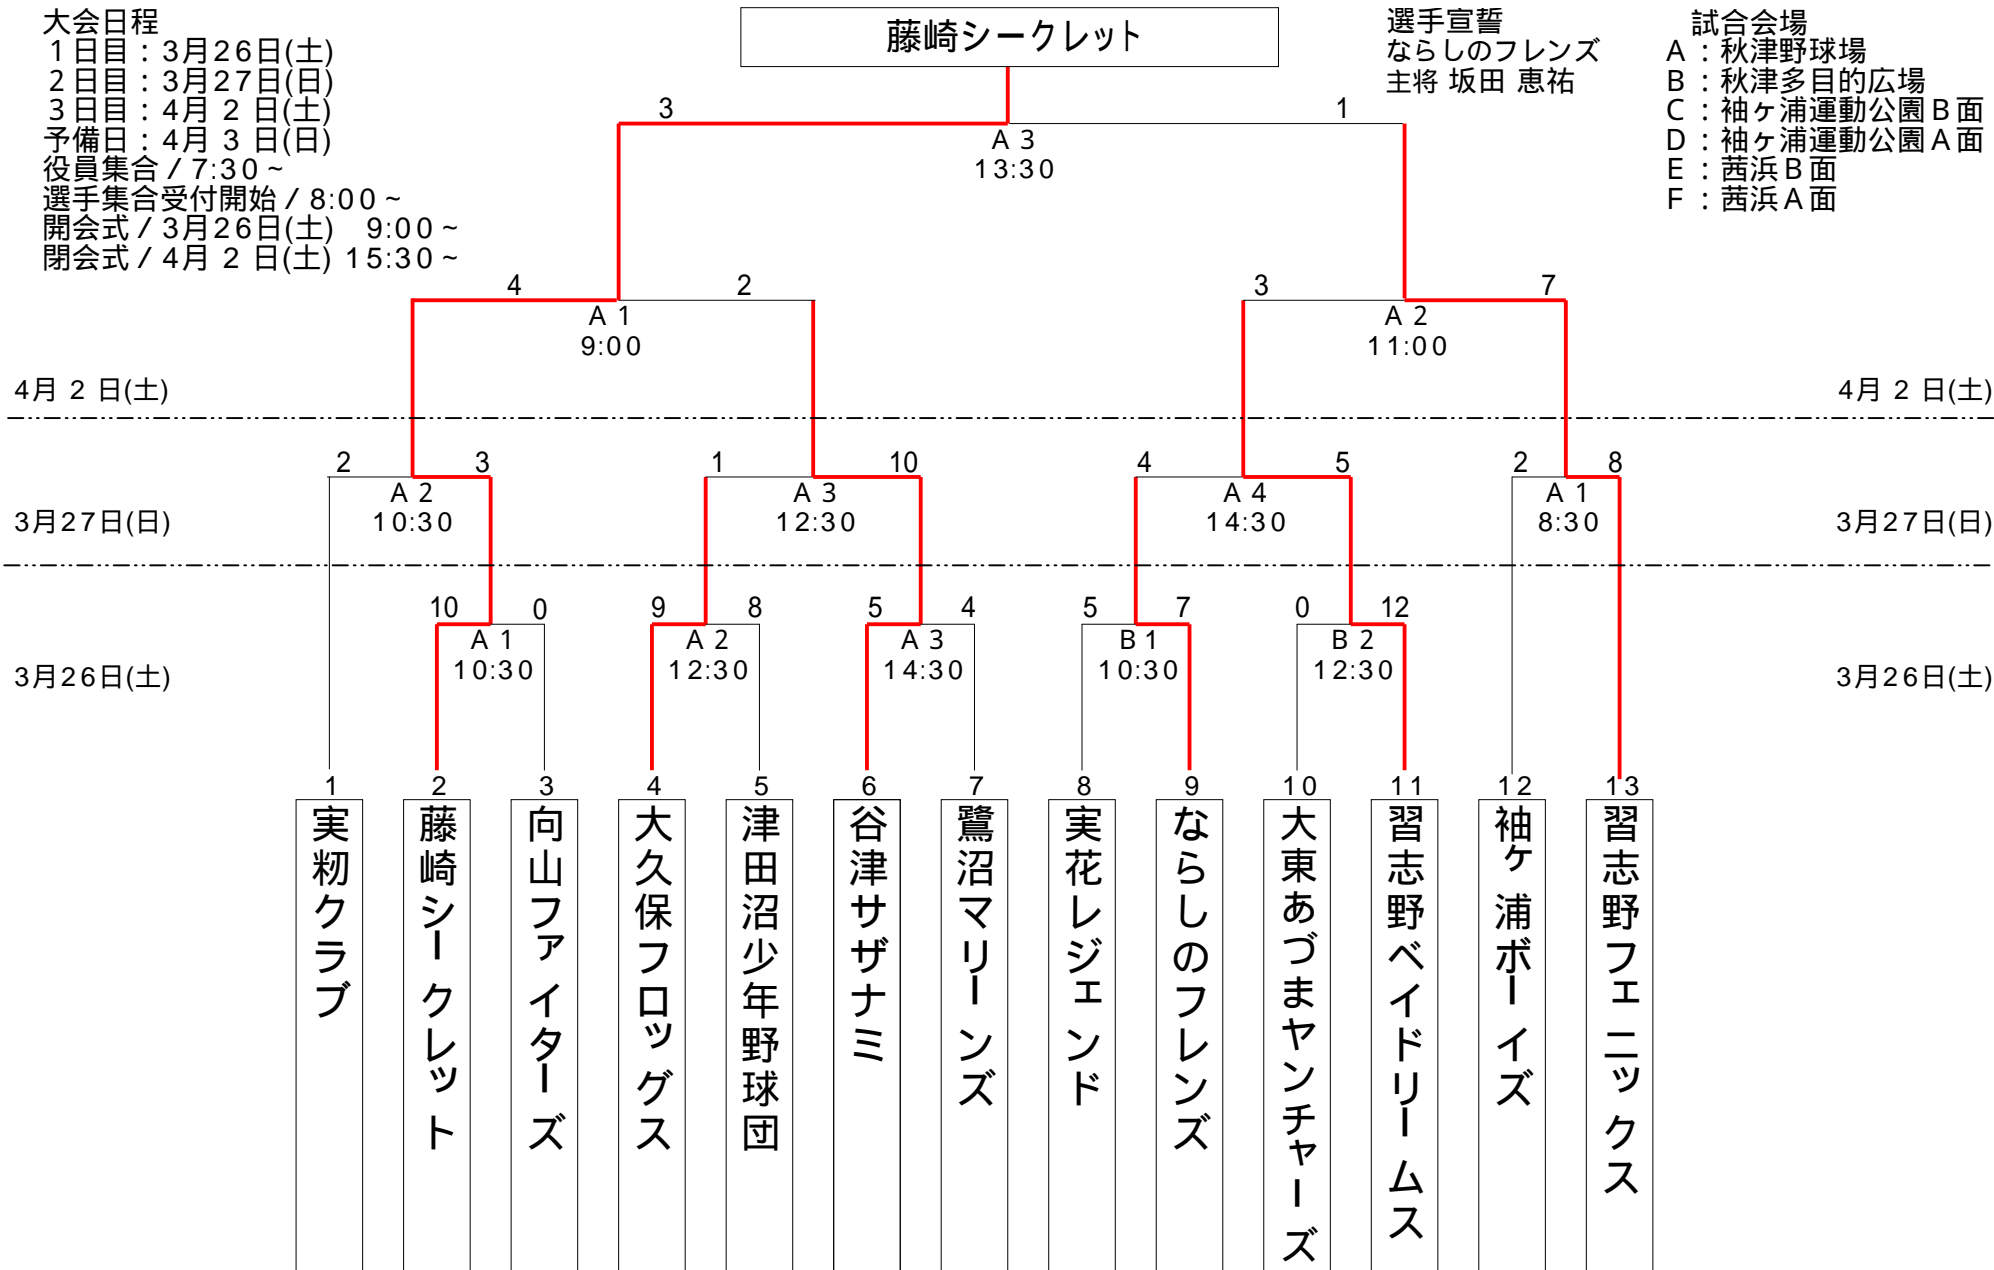 大会日程
1日目：3月26日(土)
2日目：3月27日(日)
3日目：4月 2 日(土)
予備日：4月 3 日(日)
役員集合 / 7:30 ~
選手集合受付開始 / 8:00 ~
開会式 / 3月26日(土)　9:00 ~
閉会式 / 4月 2 日(土) 15:30 ~
藤崎シークレット
選手宣誓
ならしのフレンズ
主将 坂田 恵祐
試合会場
A ：秋津野球場
B ：秋津多目的広場
C ：袖ヶ浦運動公園 B 面
D ：袖ヶ浦運動公園 A 面
E ：茜浜 B 面
F ：茜浜 A 面
3 1
A 3
13:30
4 2 3 7
A 1 A 2
9:00 11:00
4月 2 日(土) 4月 2 日(土)
2 3 1 10 4 5 2 8
A 2 A 3 A 4 A 1
10:30 12:30 14:30 8:30
3月27日(日) 3月27日(日)
10 0 9 8 5 4 5 7 0 12
A 1 A 2 A 3 B 1 B 2
10:30 12:30 14:30 10:30 12:30
3月26日(土) 3月26日(土)
1 2 3 4 5 6 7 8 9 10 11 12 13
実籾クラブ
藤崎シークレット
向山ファイターズ
大久保フロッグス
津田沼少年野球団
谷津サザナミ
鷺沼マリーンズ
実花レジェンド
ならしのフレンズ
大東あづまヤンチャーズ
習志野ベイドリームス
袖ヶ浦ボーイズ
習志野フェニックス